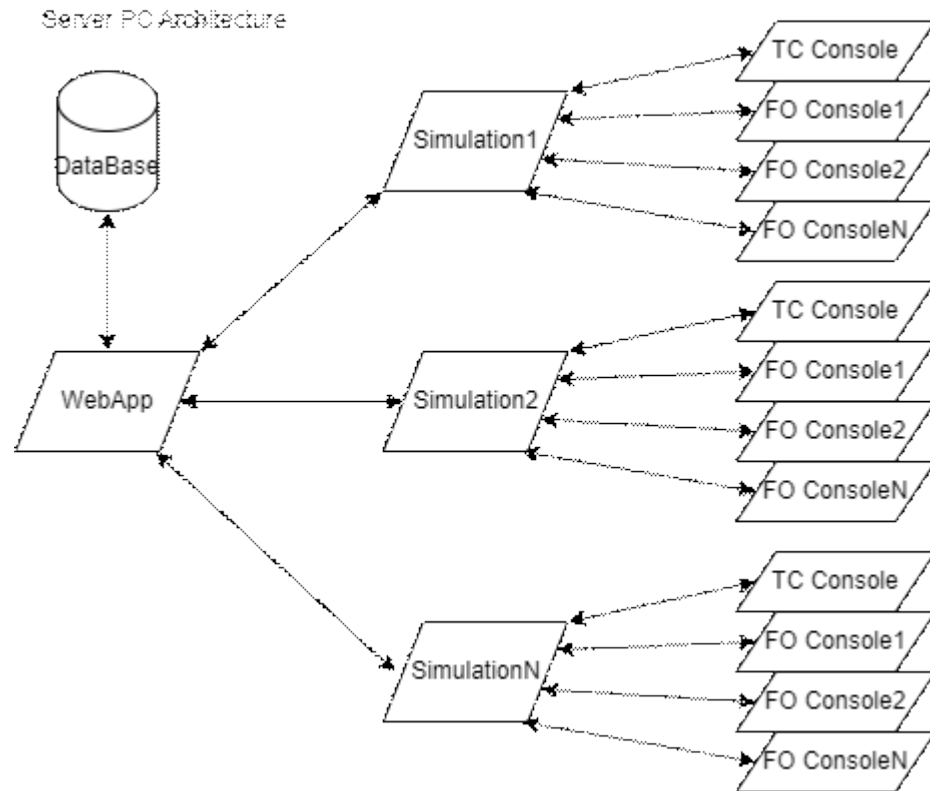 Server PC Architecture
DataBase
WebApp
Simulation1
TC Console
FO Console1
FO Console2
FO ConsoleN
Simulation2
TC Console
FO Console1
FO Console2
FO ConsoleN
SimulationN
TC Console
FO Console1
FO Console2
FO ConsoleN